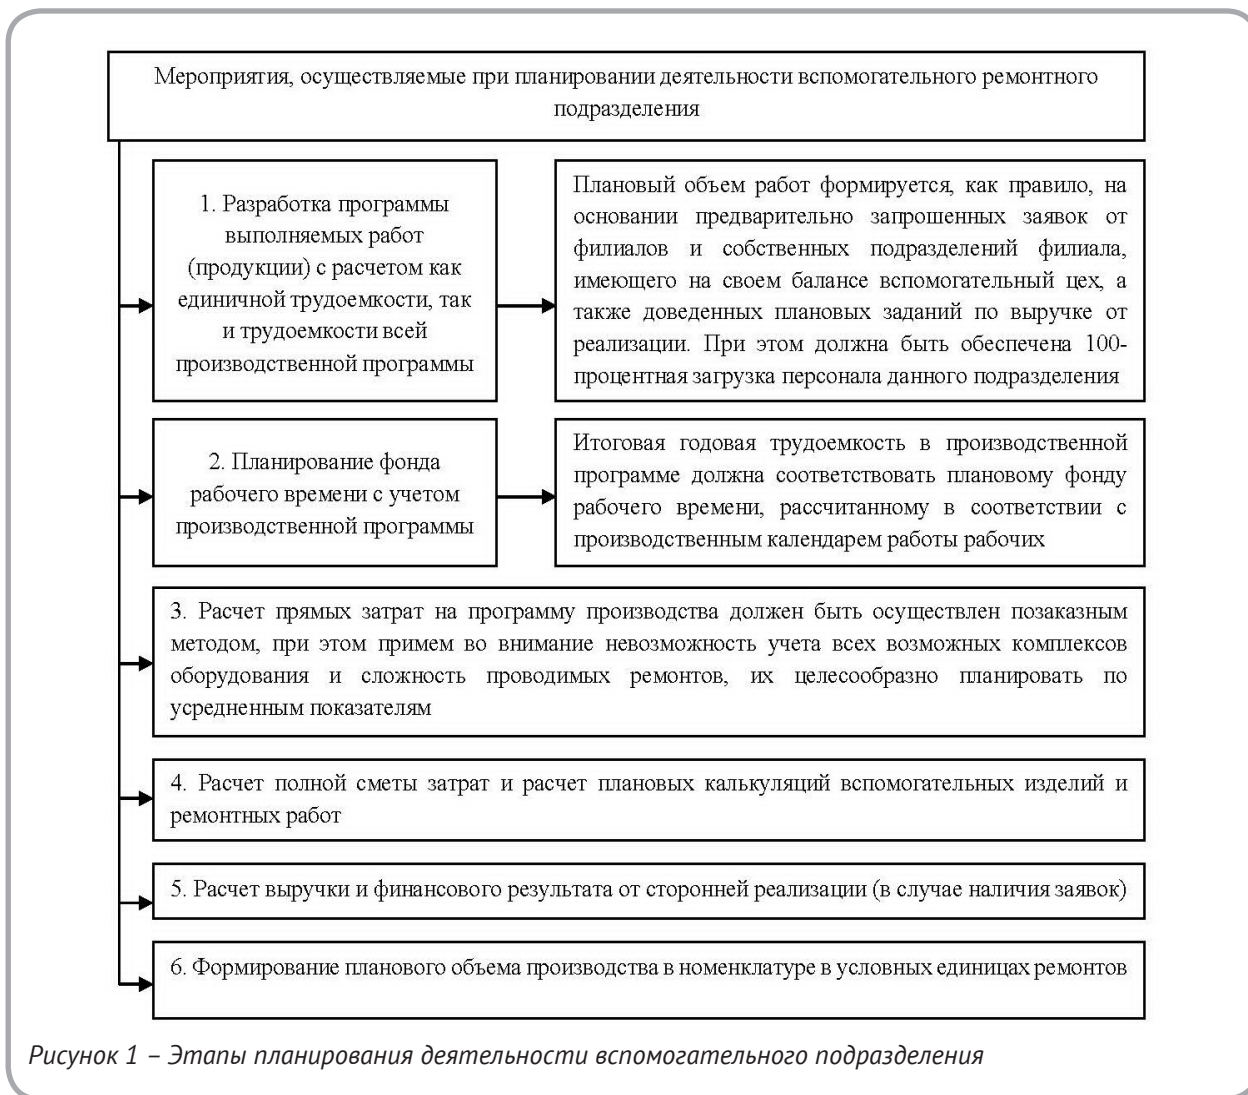 Мероприятия, осуществляемые при планировании деятельности вспомогательного ремонтного
подразделения
1. Разработка программы
выполняемых работ
(продукции) с расчетом как
единичной трудоемкости, так
и трудоемкости всей
производственной программы
Плановый объем работ формируется, как правило, на
основании предварительно запрошенных заявок от
филиалов и собственных подразделений филиала,
имеющего на своем балансе вспомогательный цех, а
также доведенных плановых заданий по выручке от
реализации. При этом должна быть обеспечена 100-
процентная загрузка персонала данного подразделения
2. Планирование фонда
рабочего времени с учетом
производственной программы
Итоговая годовая трудоемкость в производственной
программе должна соответствовать плановому фонду
рабочего времени, рассчитанному в соответствии с
производственным календарем работы рабочих
3. Расчет прямых затрат на программу производства должен быть осуществлен позаказным
методом, при этом примем во внимание невозможность учета всех возможных комплексов
оборудования и сложность проводимых ремонтов, их целесообразно планировать по
усредненным показателям
4. Расчет полной сметы затрат и расчет плановых калькуляций вспомогательных изделий и
ремонтных работ
5. Расчет выручки и финансового результата от сторонней реализации (в случае наличия заявок)
6. Формирование планового объема производства в номенклатуре в условных единицах ремонтов
Рисунок 1 – Этапы планирования деятельности вспомогательного подразделения